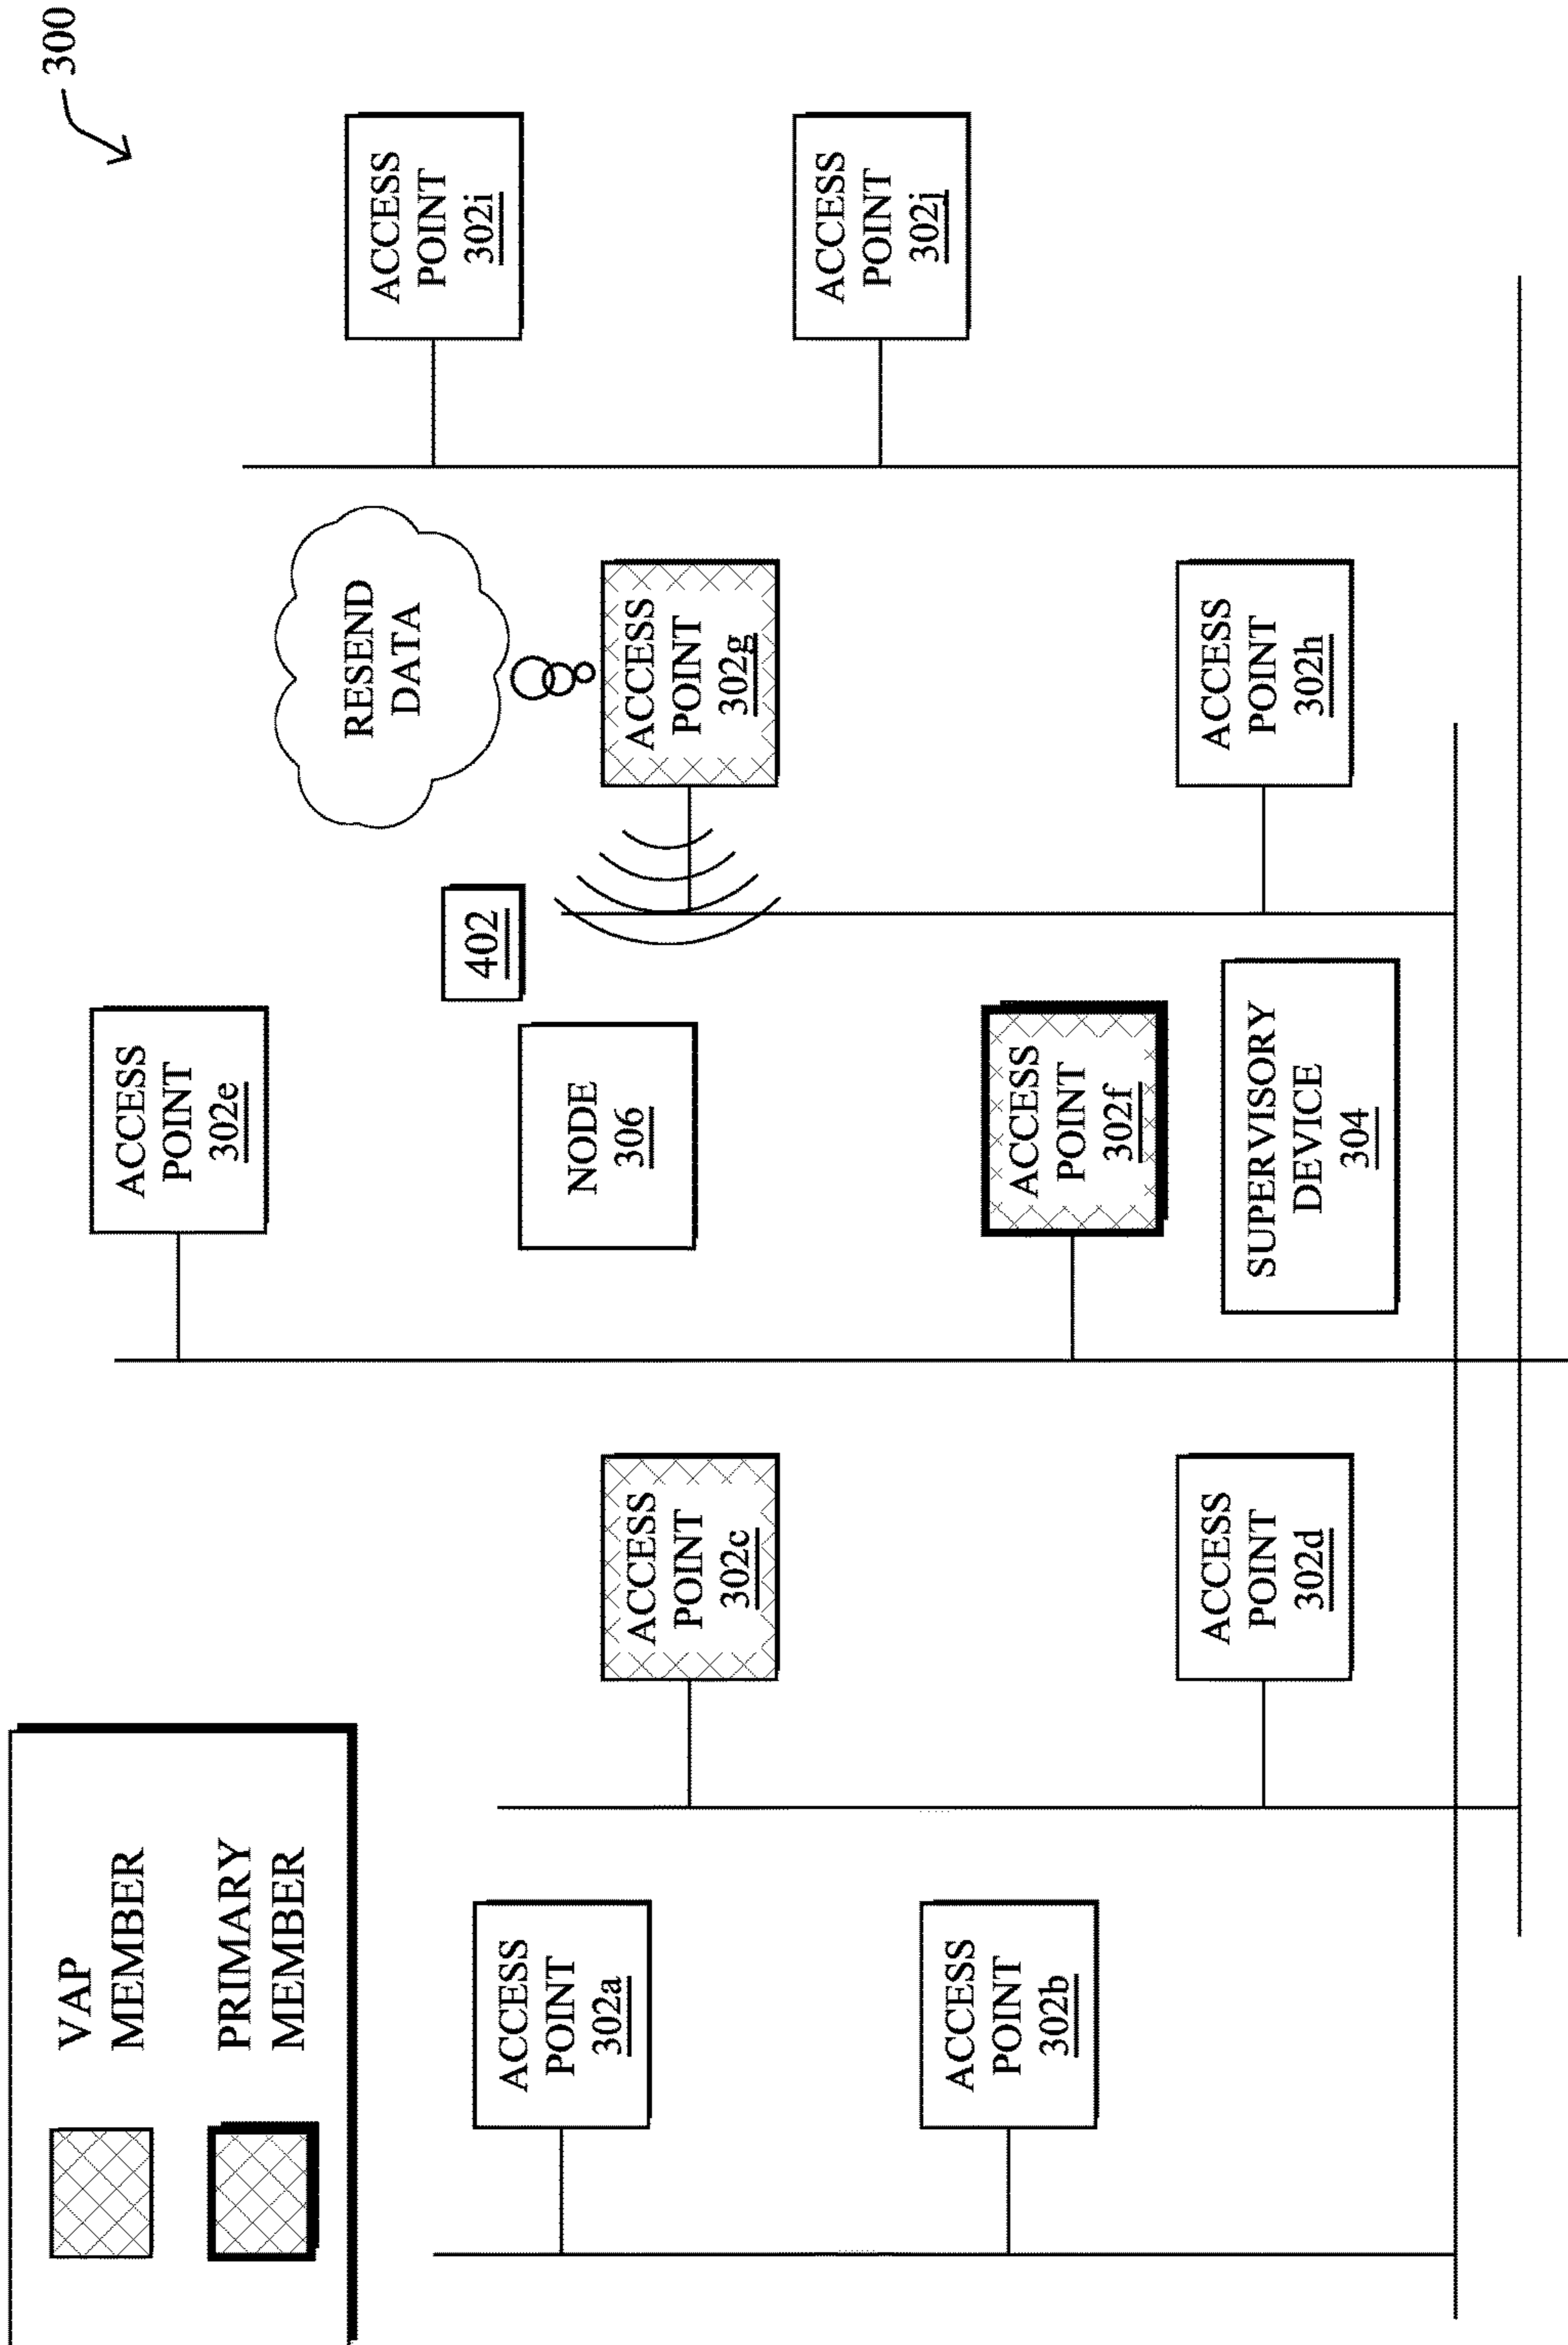 300
VAP
MEMBER
PRIMARY
MEMBER
ACCESS
POINT
302a
ACCESS
POINT
302b
ACCESS
POINT
302c
ACCESS
POINT
302d
ACCESS
POINT
302e
NODE
306
402
ACCESS
POINT
302f
SUPERVISORY
DEVICE
304
RESEND
DATA
ACCESS
POINT
302g
ACCESS
POINT
302h
ACCESS
POINT
302i
ACCESS
POINT
302j